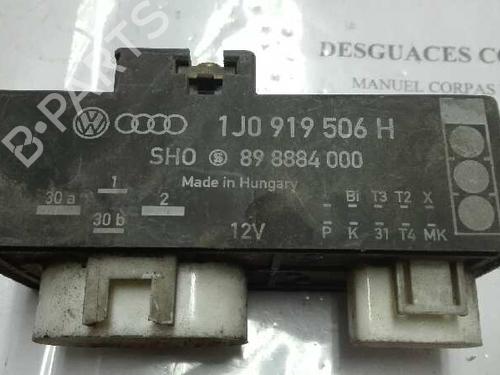 DESGUACES CO
MANUEL CORPAS
B-PARTS
1J0 919 506 H
SHO S 89 8884 000
Made in Hungary
30 a 1 2
30 b
12V
BI T3 T2 X
P K 31 T4 MK